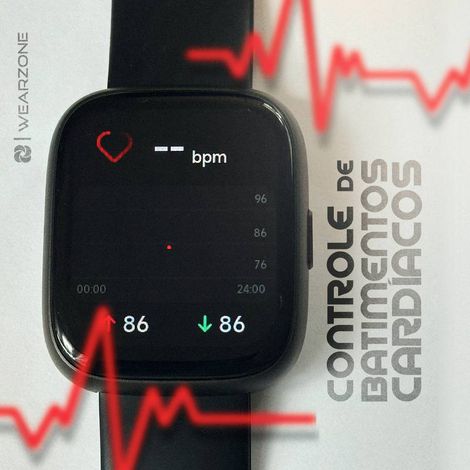 WEARZONE
-- bpm
96
86
76
00:00 24:00
↑ 86 ↓ 86
CONTROLE DE
BATIMENTOS
CARDÍACOS